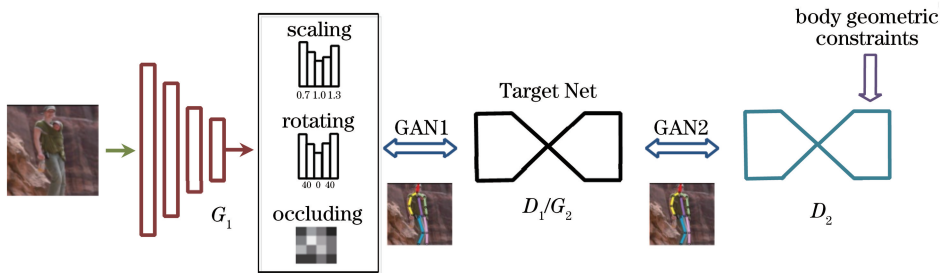 scaling
0.7 1.0 1.3
rotating
40 0 40
occluding
G1
GAN1
Target Net
D1/G2
GAN2
body geometric
constraints
D2